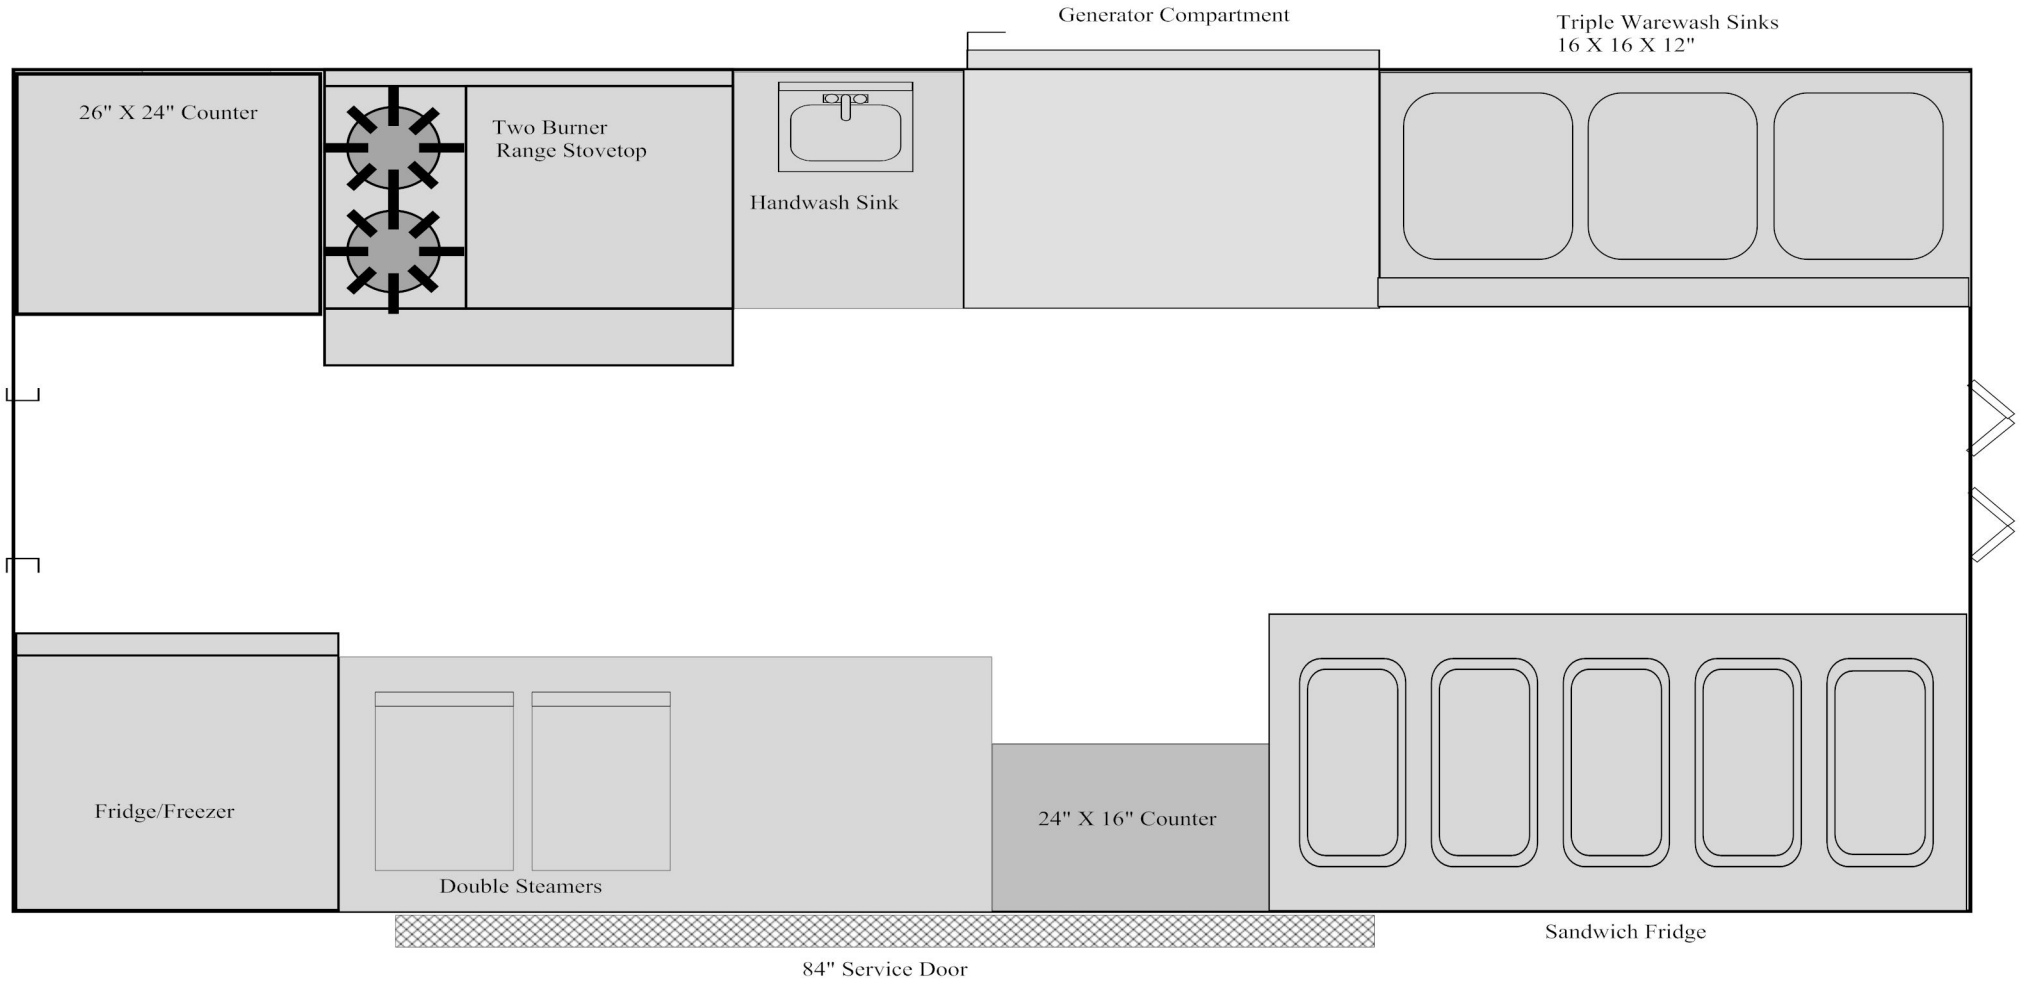 Generator Compartment
Triple Warewash Sinks
16 X 16 X 12"
26" X 24" Counter
Two Burner
Range Stovetop
Handwash Sink
Fridge/Freezer
Double Steamers
24" X 16" Counter
Sandwich Fridge
84" Service Door